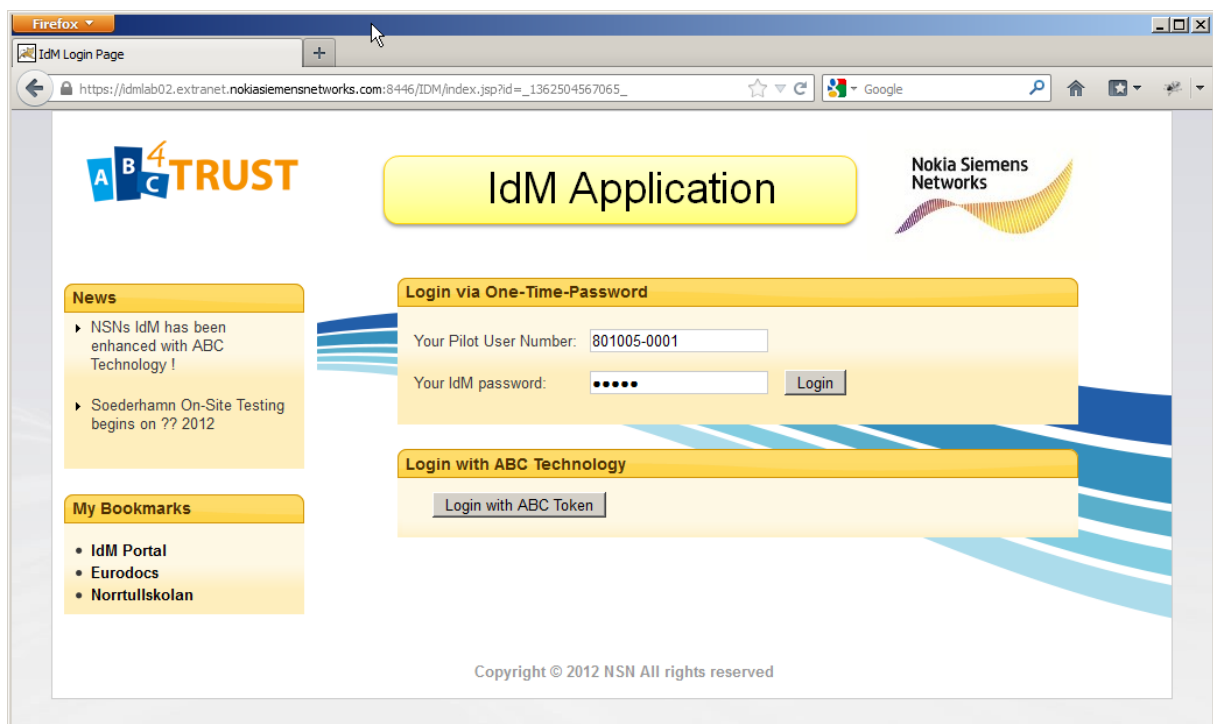 Firefox
IdM Login Page
https://idmlab02.extranet.nokiasiemensnetworks.com:8446/IDM/index.jsp?id=_1362504567065_
Google
ABC4TRUST
IdM Application
Nokia Siemens
Networks
News
NSNs IdM has been
enhanced with ABC
Technology !
Soederhamn On-Site Testing
begins on ?? 2012
My Bookmarks
IdM Portal
Eurodocs
Norrtullskolan
Login via One-Time-Password
Your Pilot User Number: 801005-0001
Your IdM password: ●●●●● Login
Login with ABC Technology
Login with ABC Token
Copyright © 2012 NSN All rights reserved